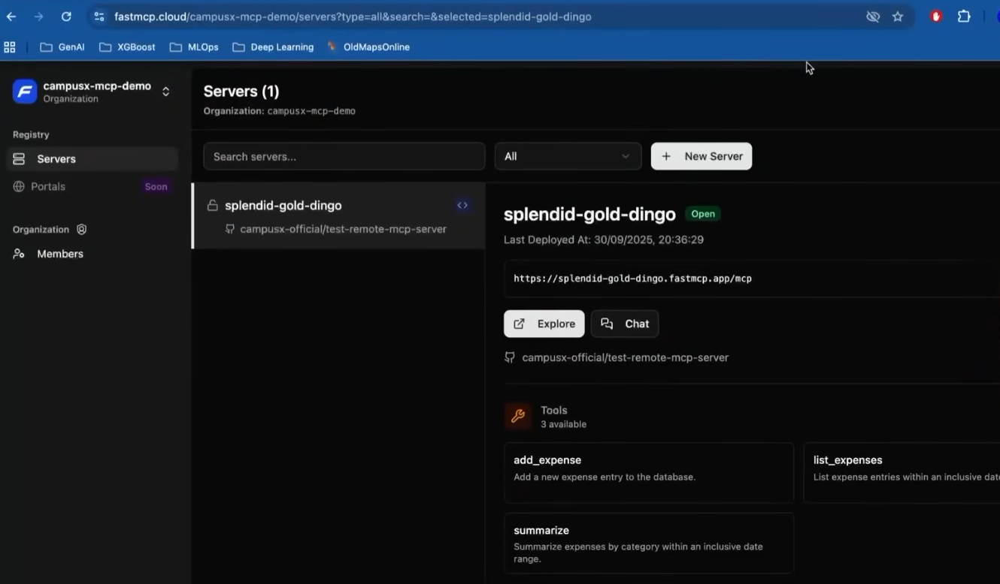 fastmcp.cloud/campusx-mcp-demo/servers?type=all&search=&selected=splendid-gold-dingo
GenAI
XGBoost
MLOps
Deep Learning
OldMapsOnline
campusx-mcp-demo
Organization
Registry
Servers
Portals
Soon
Organization
Members
Servers (1)
Organization: campusx-mcp-demo
Search servers...
All
+ New Server
splendid-gold-dingo
campusx-official/test-remote-mcp-server
splendid-gold-dingo
Open
Last Deployed At: 30/09/2025, 20:36:29
https://splendid-gold-dingo.fastmcp.app/mcp
Explore
Chat
campusx-official/test-remote-mcp-server
Tools
3 available
add_expense
Add a new expense entry to the database.
list_expenses
List expense entries within an inclusive dat
summarize
Summarize expenses by category within an inclusive date
range.